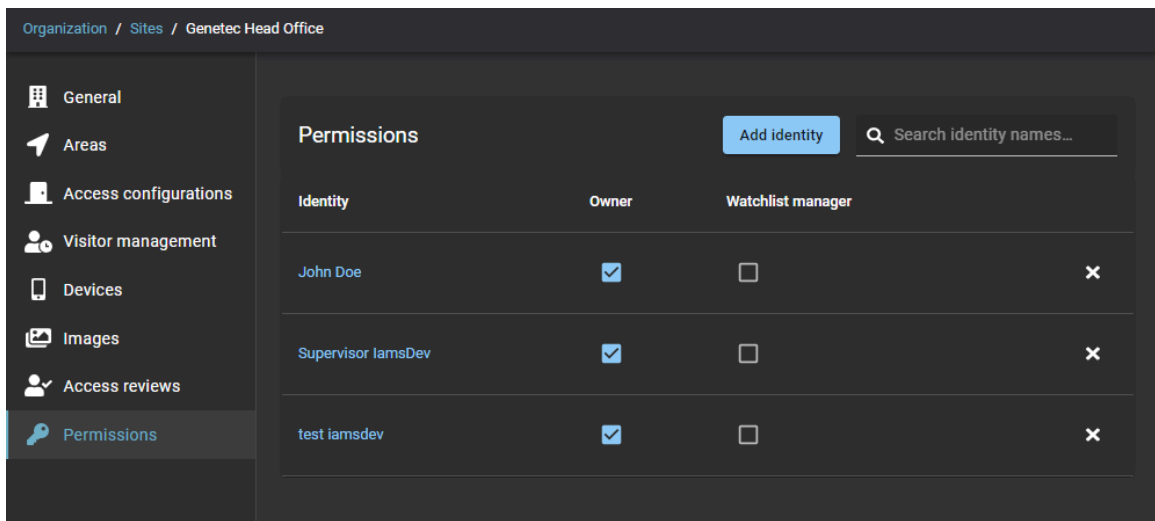 Organization / Sites / Genetec Head Office
General
Areas
Access configurations
Visitor management
Devices
Images
Access reviews
Permissions
Permissions
Add identity
Search identity names...
Identity Owner Watchlist manager
John Doe
Supervisor IamsDev
test iamsdev